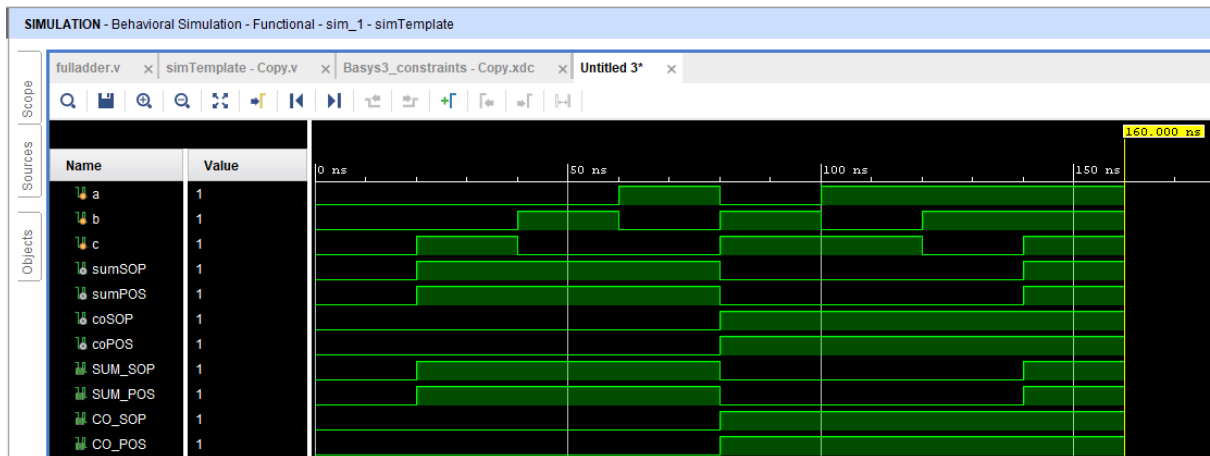 SIMULATION - Behavioral Simulation - Functional - sim_1 - simTemplate
Scope
Sources
Objects
fulladder.v × simTemplate - Copy.v × Basys3_constraints - Copy.xdc × Untitled 3* ×
160.000 ns
Name Value 0 ns 50 ns 100 ns 150 ns
a 1
b 1
c 1
sumSOP 1
sumPOS 1
coSOP 1
coPOS 1
SUM_SOP 1
SUM_POS 1
CO_SOP 1
CO_POS 1